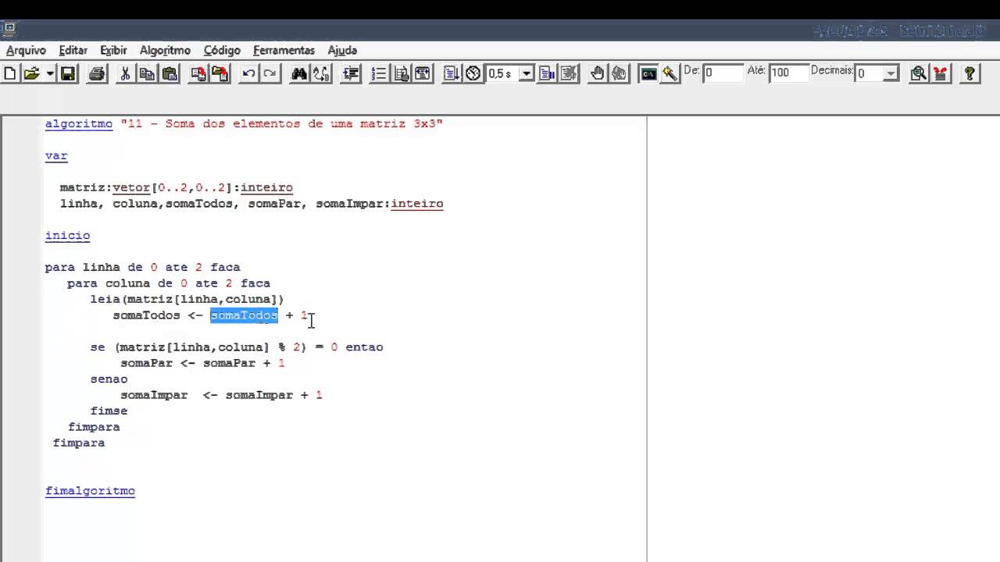 Arquivo Editar Exibir Algoritmo Código Ferramentas Ajuda
0,5 s De: 0 Até: 100 Decimais: 0
algoritmo "11 - Soma dos elementos de uma matriz 3x3"
var
matriz:vetor[0..2,0..2]:inteiro
linha, coluna,somaTodos, somaPar, somaImpar:inteiro
inicio
para linha de 0 ate 2 faca
para coluna de 0 ate 2 faca
leia(matriz[linha,coluna])
somaTodos <- somaTodos + 1
se (matriz[linha,coluna] % 2) = 0 entao
somaPar <- somaPar + 1
senao
somaImpar <- somaImpar + 1
fimse
fimpara
fimpara
fimalgoritmo